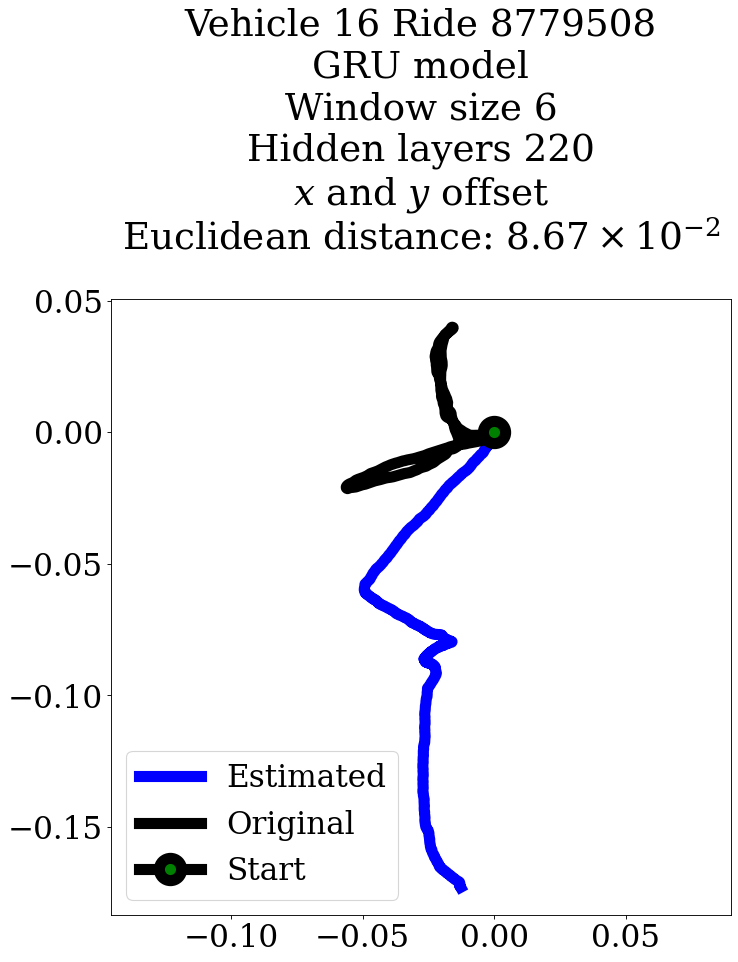 Vehicle 16 Ride 8779508
GRU model
Window size 6
Hidden layers 220
x and y offset
Euclidean distance: 8.67 × 10⁻²
0.05
0.00
−0.05
−0.10
−0.15
Estimated
Original
Start
−0.10 −0.05 0.00 0.05